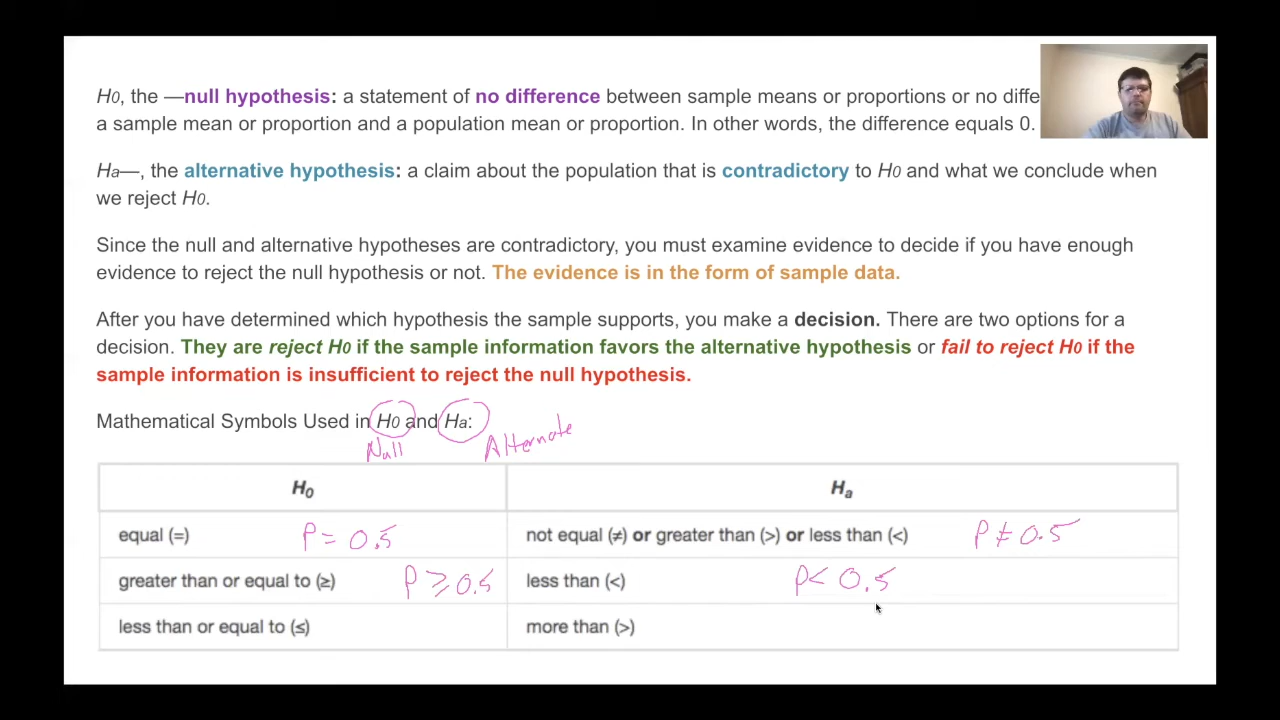 H0, the —null hypothesis: a statement of no difference between sample means or proportions or no diffe
a sample mean or proportion and a population mean or proportion. In other words, the difference equals 0.
Ha—, the alternative hypothesis: a claim about the population that is contradictory to H0 and what we conclude when
we reject H0.
Since the null and alternative hypotheses are contradictory, you must examine evidence to decide if you have enough
evidence to reject the null hypothesis or not. The evidence is in the form of sample data.
After you have determined which hypothesis the sample supports, you make a decision. There are two options for a
decision. They are reject H0 if the sample information favors the alternative hypothesis or fail to reject H0 if the
sample information is insufficient to reject the null hypothesis.
Mathematical Symbols Used in H0 and Ha:
Null Alternate
H0 Ha
equal (=) P = 0.5 not equal (≠) or greater than (>) or less than (<) P ≠ 0.5
greater than or equal to (≥) P ≥ 0.5 less than (<) P < 0.5
less than or equal to (≤) more than (>)